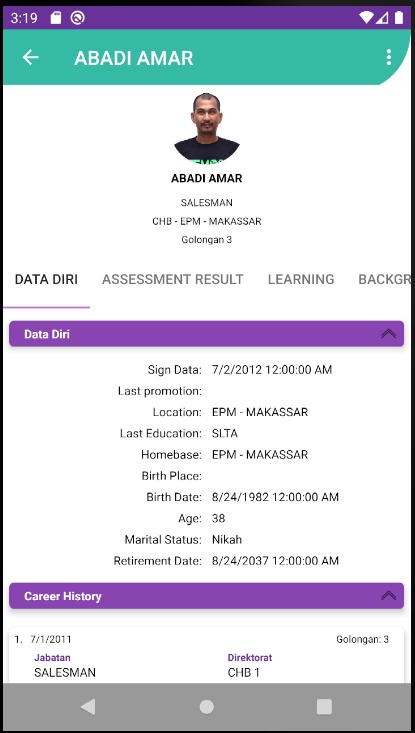 3:19
ABADI AMAR
ABADI AMAR
SALESMAN
CHB - EPM - MAKASSAR
Golongan 3
DATA DIRI ASSESSMENT RESULT LEARNING BACKGR
Data Diri
Sign Data: 7/2/2012 12:00:00 AM
Last promotion:
Location: EPM - MAKASSAR
Last Education: SLTA
Homebase: EPM - MAKASSAR
Birth Place:
Birth Date: 8/24/1982 12:00:00 AM
Age: 38
Marital Status: Nikah
Retirement Date: 8/24/2037 12:00:00 AM
Career History
1. 7/1/2011 Golongan: 3
Jabatan Direktorat
SALESMAN CHB 1